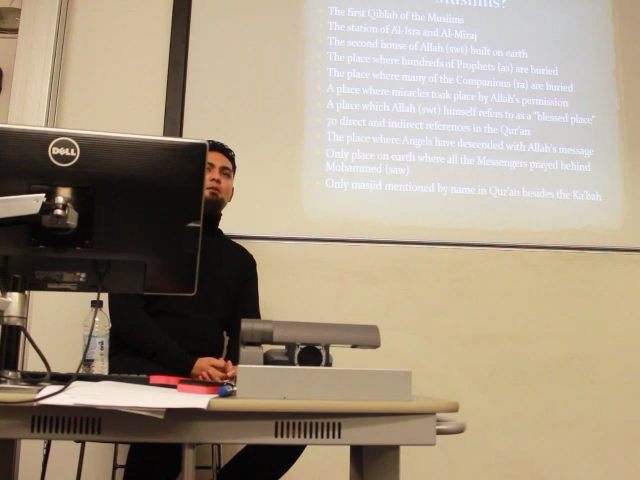 Muslims?
The first Qiblah of the Muslims
The station of Al-Isra and Al-Miraj
The second house of Allah (swt) built on earth
The place where hundreds of Prophets (as) are buried
The place where many of the Companions (ra) are buried
A place where miracles took place by Allah's permission
A place which Allah (swt) himself refers to as a "blessed place"
70 direct and indirect references in the Qur'an
The place where Angels have descended with Allah's message
Only place on earth where all the Messengers prayed behind
Mohammed (saw)
Only masjid mentioned by name in Qur'an besides the Ka'bah
DELL